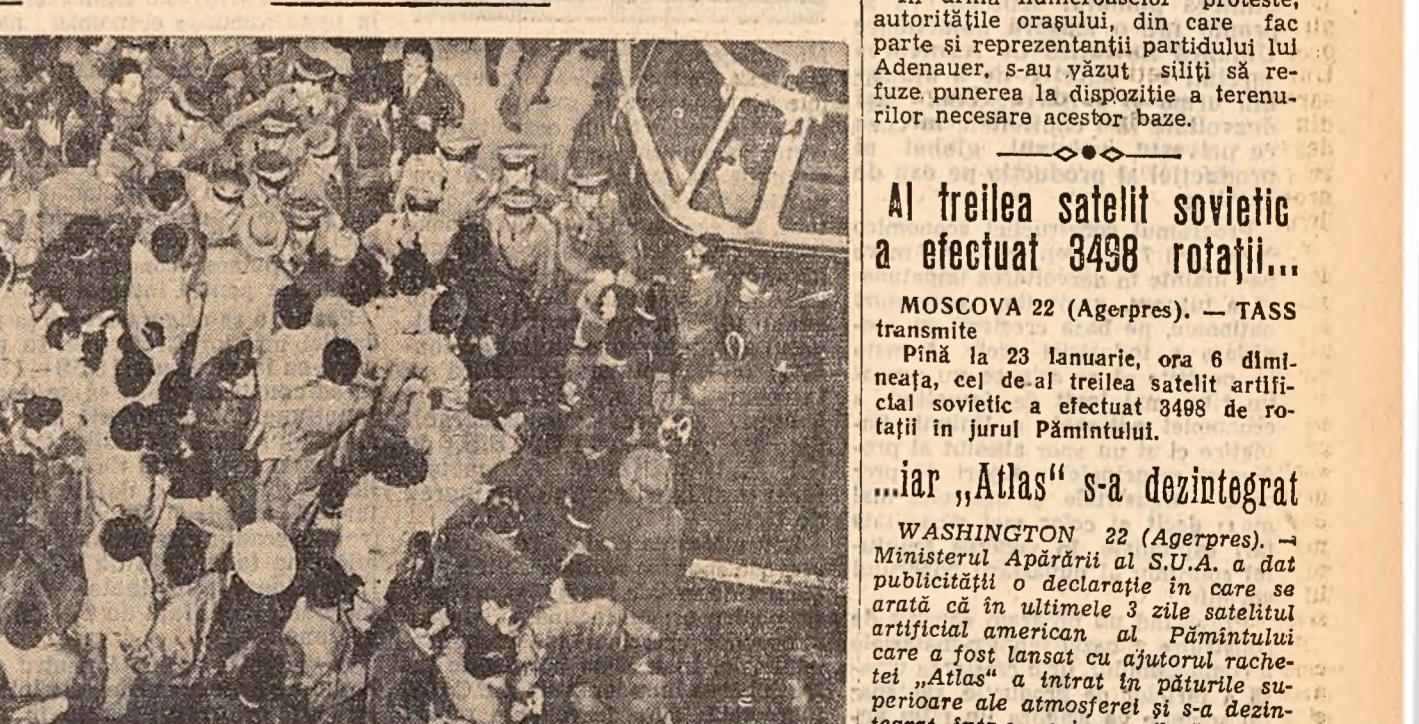 In urma numeroaselor proteste,
autoritățile orașului, din care fac
parte și reprezentanții partidului lui
Adenauer, s-au văzut siliți să re-
fuze punerea la dispoziție a terenu-
rilor necesare acestor baze.
Al treilea satelit sovietic
a efectuat 3498 rotații...
MOSCOVA 22 (Agerpres). — TASS
transmite
Pînă la 23 ianuarie, ora 6 dimi-
neața, cel de-al treilea satelit artifi-
cial sovietic a efectuat 3498 de ro-
tații în jurul Pămîntului.
...iar „Atlas“ s-a dezintegrat
WASHINGTON 22 (Agerpres). —
Ministerul Apărării al S.U.A. a dat
publicității o declarație în care se
arată că în ultimele 3 zile satelitul
artificial american al Pămîntului
care a fost lansat cu ajutorul rache-
tei „Atlas“ a intrat în păturile su-
perioare ale atmosferei și s-a dezin-